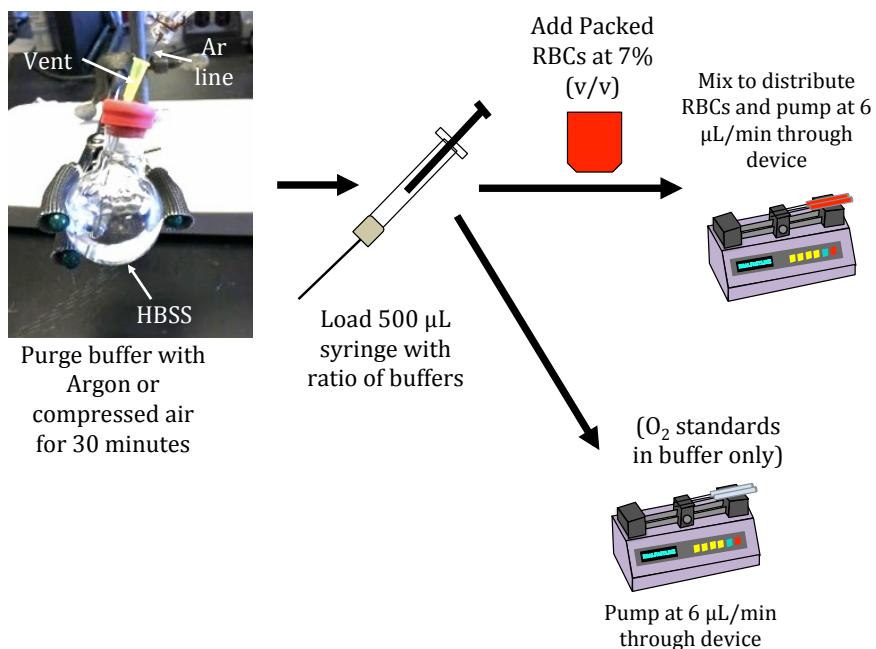 Vent
Ar
line
HBSS
Purge buffer with
Argon or
compressed air
for 30 minutes
Load 500 µL
syringe with
ratio of buffers
Add Packed
RBCs at 7%
(v/v)
Mix to distribute
RBCs and pump at 6
µL/min through
device
(O₂ standards
in buffer only)
Pump at 6 µL/min
through device